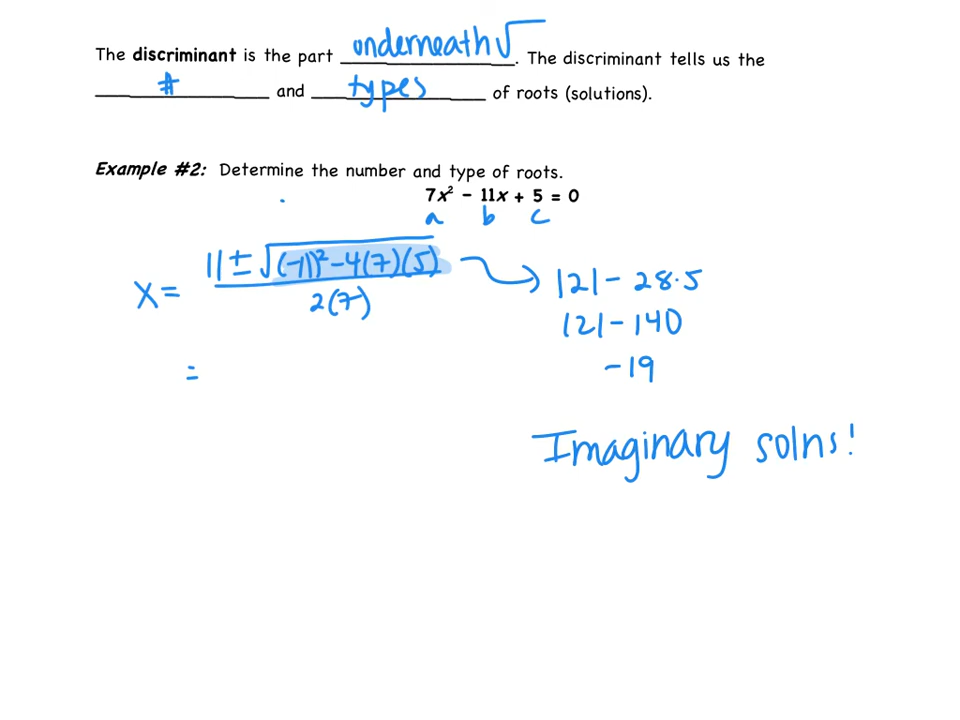 The discriminant is the part underneath √. The discriminant tells us the
# and types of roots (solutions).
Example #2: Determine the number and type of roots.
7x² - 11x + 5 = 0
a b c
x = 11 ± √(-11)² - 4(7)(5)
2(7)
121 - 28·5
121 - 140
-19
=
Imaginary solns!